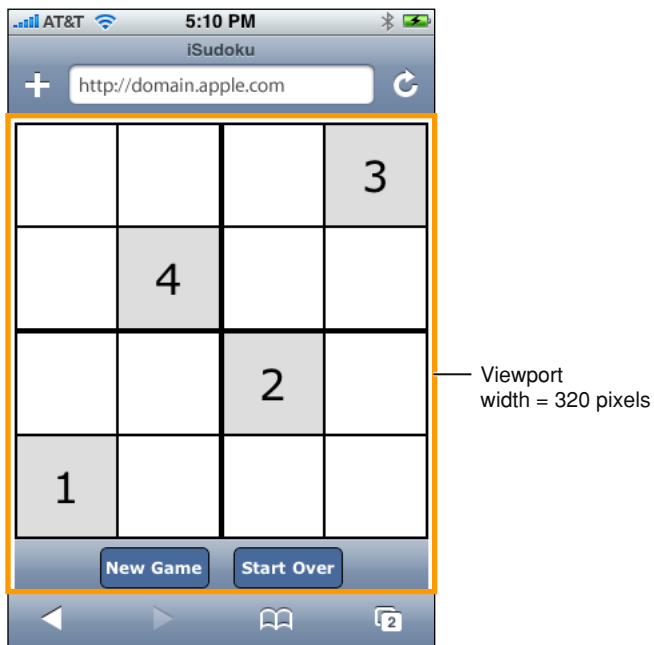 AT&T 5:10 PM
iSudoku
http://domain.apple.com
3
4
2
1
Viewport
width = 320 pixels
New Game Start Over
2